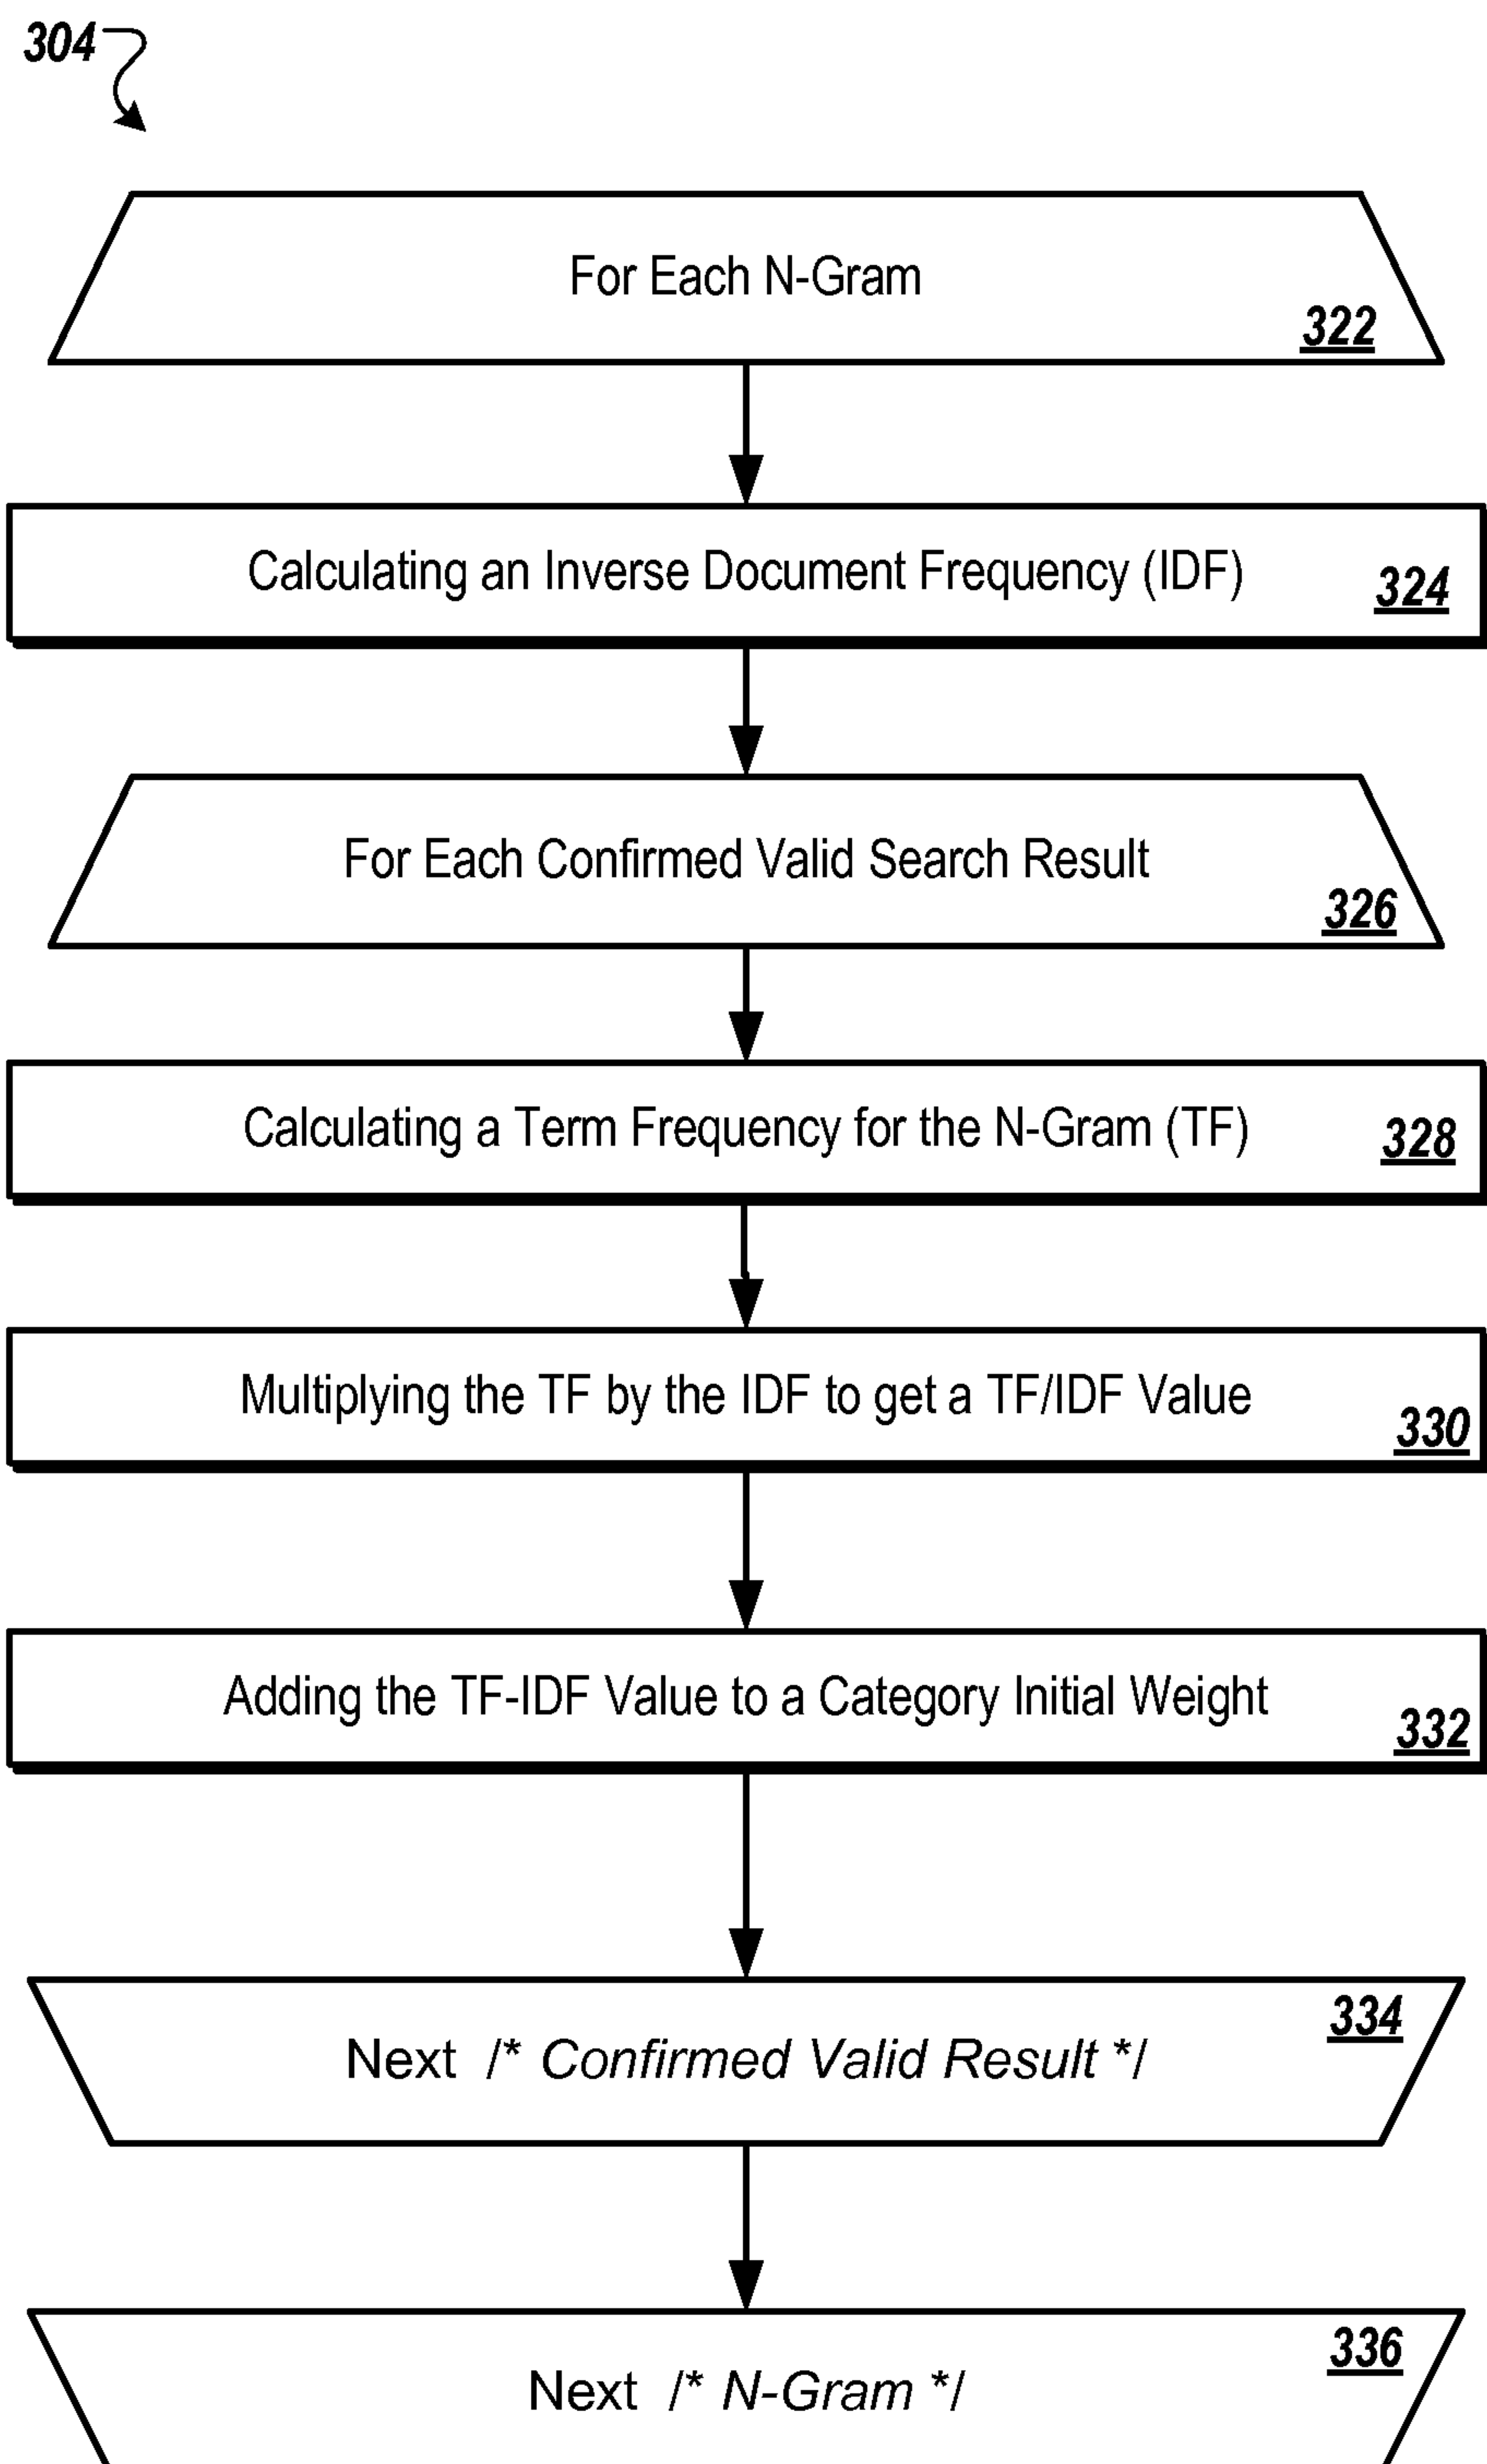 304
For Each N-Gram
322
Calculating an Inverse Document Frequency (IDF)
324
For Each Confirmed Valid Search Result
326
Calculating a Term Frequency for the N-Gram (TF)
328
Multiplying the TF by the IDF to get a TF/IDF Value
330
Adding the TF-IDF Value to a Category Initial Weight
332
334
Next /* Confirmed Valid Result */
336
Next /* N-Gram */